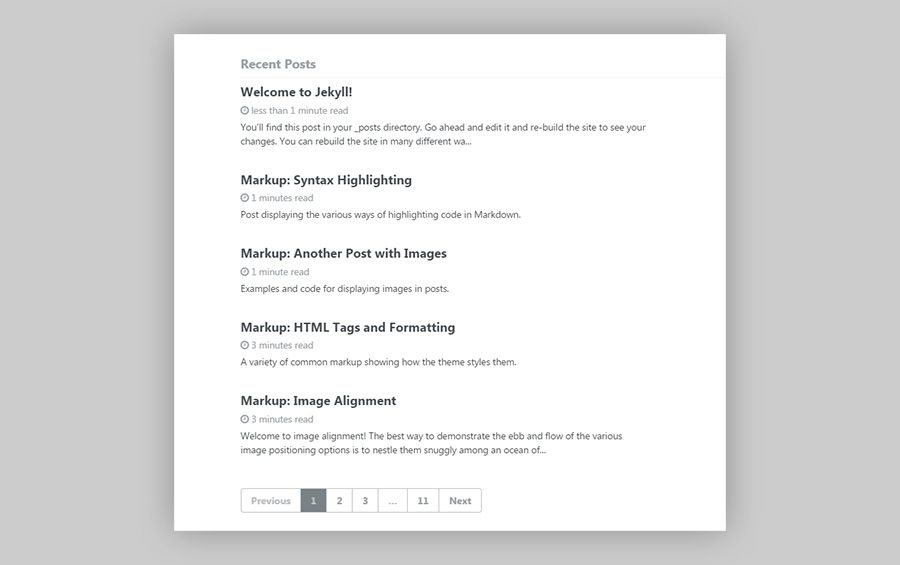 Recent Posts
Welcome to Jekyll!
less than 1 minute read
You'll find this post in your _posts directory. Go ahead and edit it and re-build the site to see your
changes. You can rebuild the site in many different wa...
Markup: Syntax Highlighting
1 minutes read
Post displaying the various ways of highlighting code in Markdown.
Markup: Another Post with Images
1 minute read
Examples and code for displaying images in posts.
Markup: HTML Tags and Formatting
3 minutes read
A variety of common markup showing how the theme styles them.
Markup: Image Alignment
3 minutes read
Welcome to image alignment! The best way to demonstrate the ebb and flow of the various
image positioning options is to nestle them snuggly among an ocean of...
Previous 1 2 3 ... 11 Next